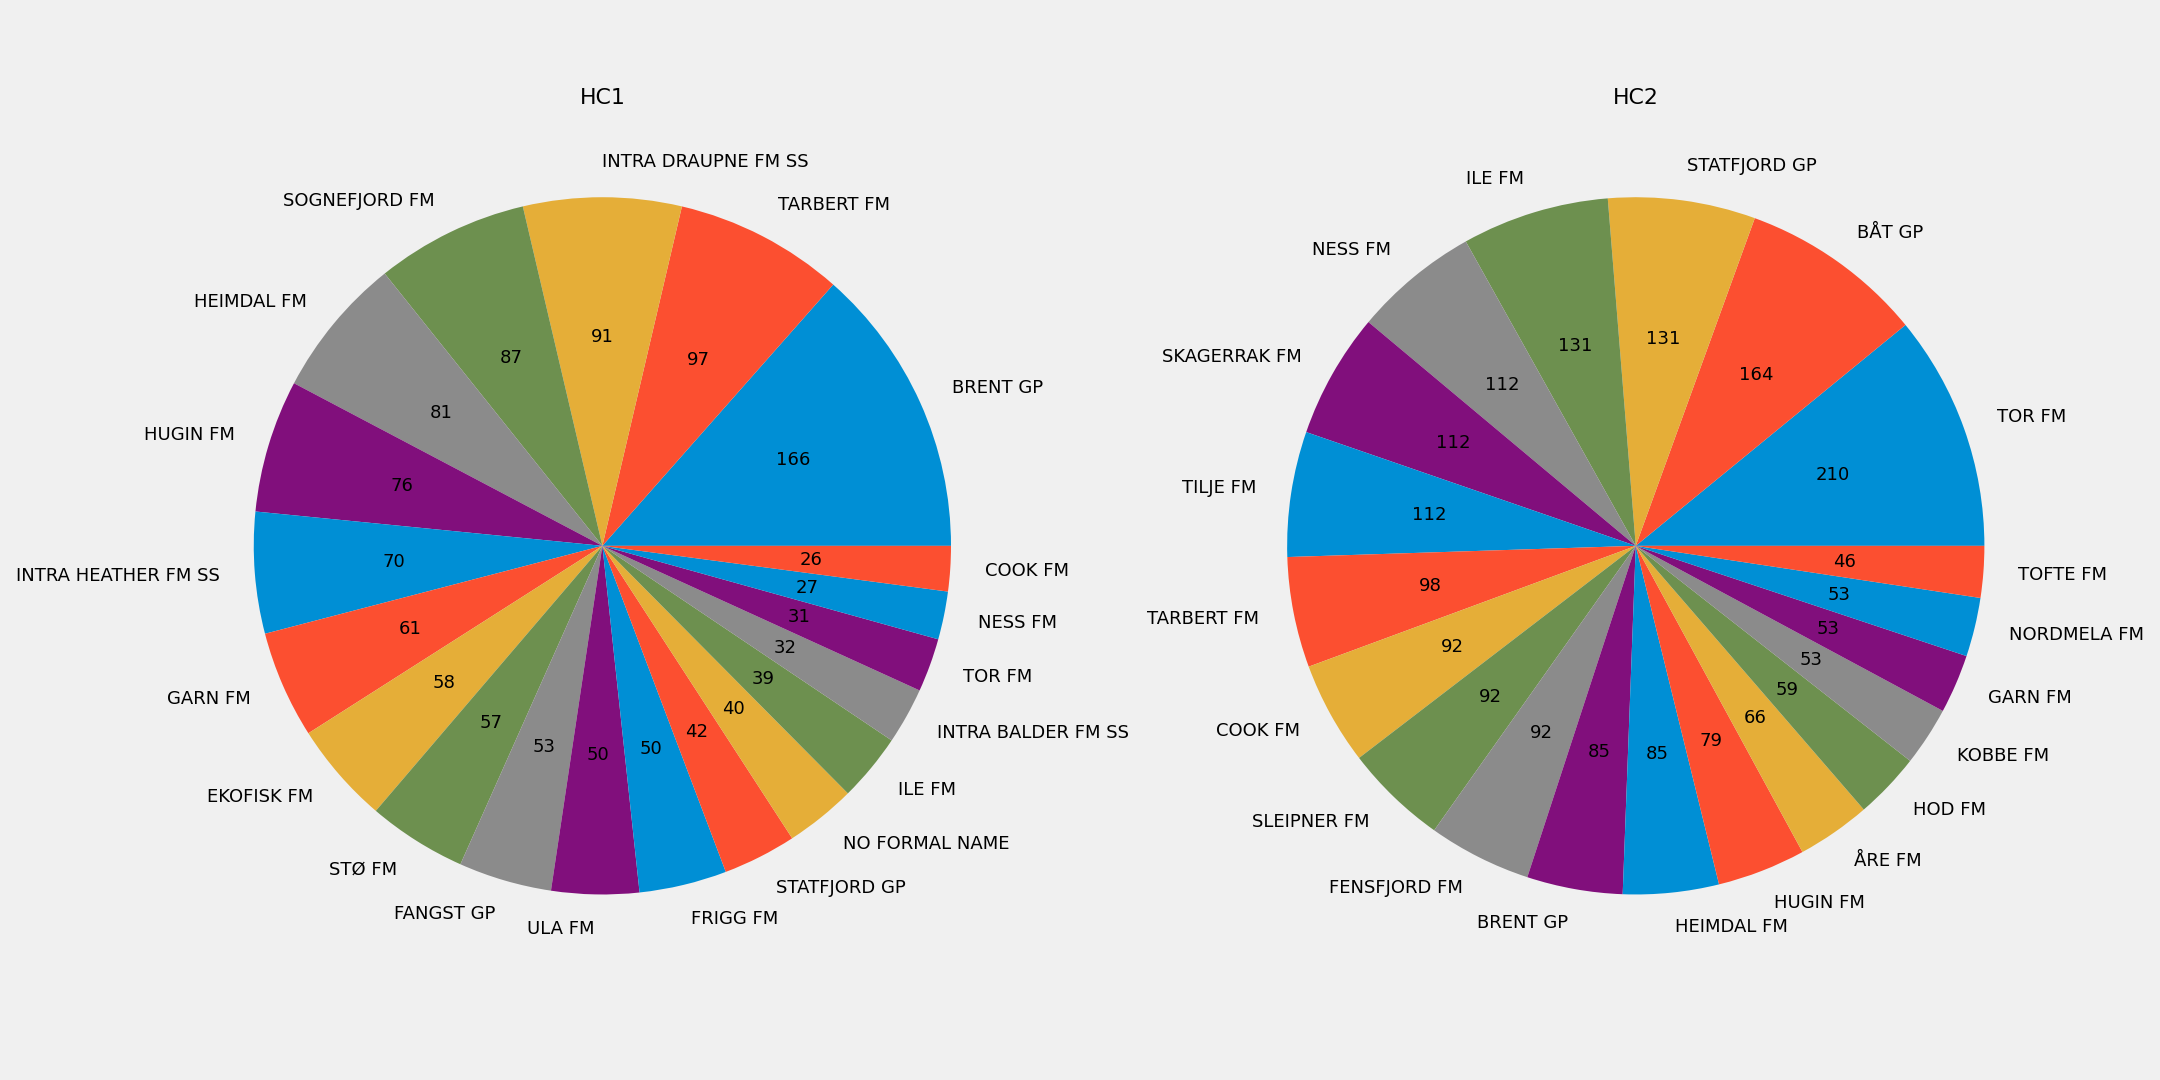 HC1
BRENT GP
166
TARBERT FM
97
INTRA DRAUPNE FM SS
91
SOGNEFJORD FM
87
HEIMDAL FM
81
HUGIN FM
76
INTRA HEATHER FM SS
70
GARN FM
61
EKOFISK FM
58
STØ FM
57
FANGST GP
53
ULA FM
50
FRIGG FM
50
STATFJORD GP
42
NO FORMAL NAME
40
ILE FM
39
INTRA BALDER FM SS
32
TOR FM
31
NESS FM
27
COOK FM
26
HC2
TOR FM
210
BÅT GP
164
STATFJORD GP
131
ILE FM
131
NESS FM
112
SKAGERRAK FM
112
TILJE FM
112
TARBERT FM
98
COOK FM
92
SLEIPNER FM
92
FENSFJORD FM
92
BRENT GP
85
HEIMDAL FM
85
HUGIN FM
79
ÅRE FM
66
HOD FM
59
KOBBE FM
53
GARN FM
53
NORDMELA FM
53
TOFTE FM
46